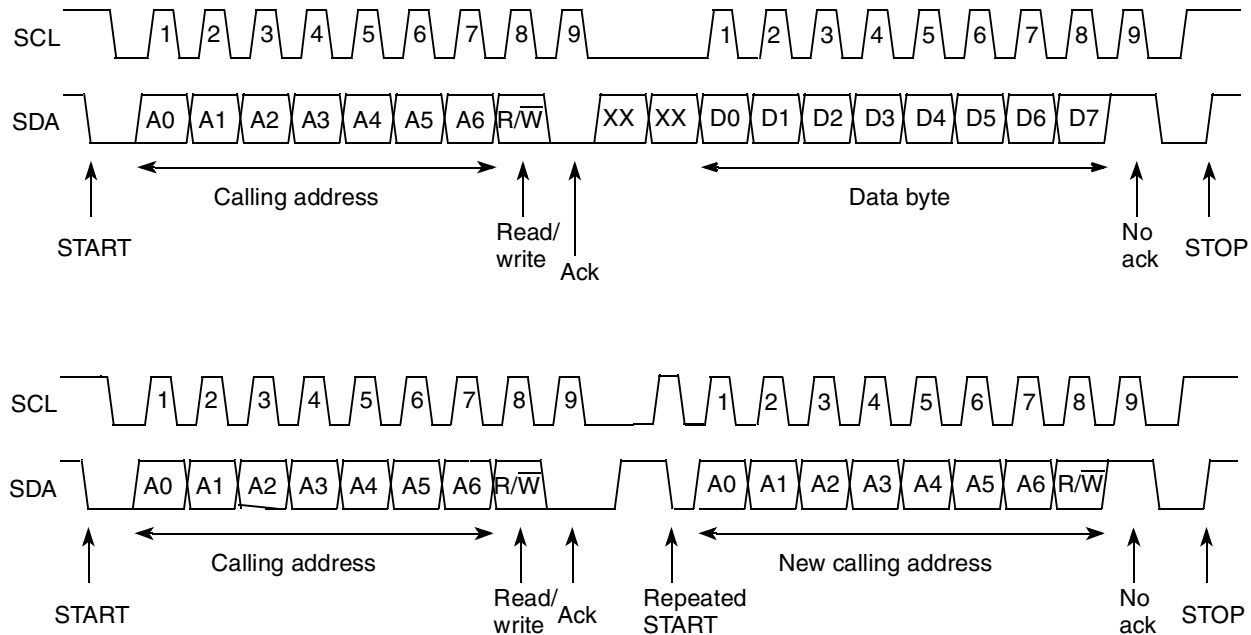 SCL 1 2 3 4 5 6 7 8 9 1 2 3 4 5 6 7 8 9
SDA A0 A1 A2 A3 A4 A5 A6 R/W̅ XX XX D0 D1 D2 D3 D4 D5 D6 D7
Calling address Data byte
START Read/ No STOP
write Ack ack
SCL 1 2 3 4 5 6 7 8 9 1 2 3 4 5 6 7 8 9
SDA A0 A1 A2 A3 A4 A5 A6 R/W̅ A0 A1 A2 A3 A4 A5 A6 R/W̅
Calling address New calling address
START Read/ Ack Repeated No STOP
write START ack